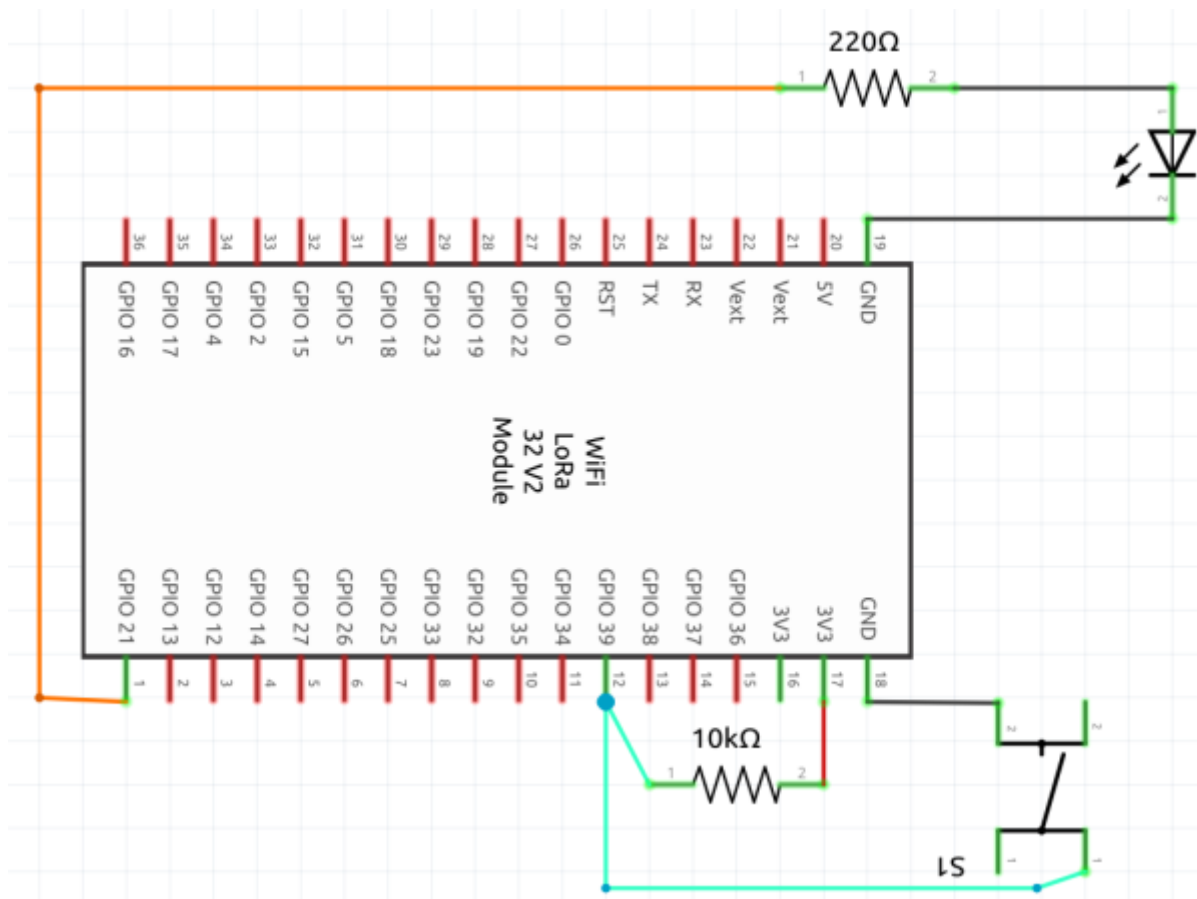 220Ω
1 2
1
2
36 35 34 33 32 31 30 29 28 27 26 25 24 23 22 21 20 19
GPIO 16 GPIO 17 GPIO 4 GPIO 2 GPIO 15 GPIO 5 GPIO 18 GPIO 23 GPIO 19 GPIO 22 GPIO 0 RST TX RX Vext Vext 5V GND
WiFi
LoRa
32 V2
Module
GPIO 21 GPIO 13 GPIO 12 GPIO 14 GPIO 27 GPIO 26 GPIO 25 GPIO 33 GPIO 32 GPIO 35 GPIO 34 GPIO 39 GPIO 38 GPIO 37 GPIO 36 3V3 3V3 GND
1 2 3 4 5 6 7 8 9 10 11 12 13 14 15 16 17 18
10kΩ
1 2
2 2
1 1
S1